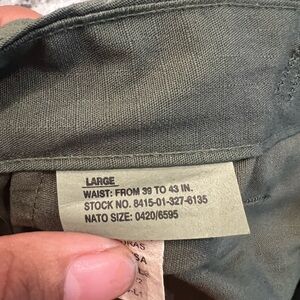 LARGE
WAIST: FROM 39 TO 43 IN.
STOCK NO. 8415-01-327-6135
NATO SIZE: 0420/6595